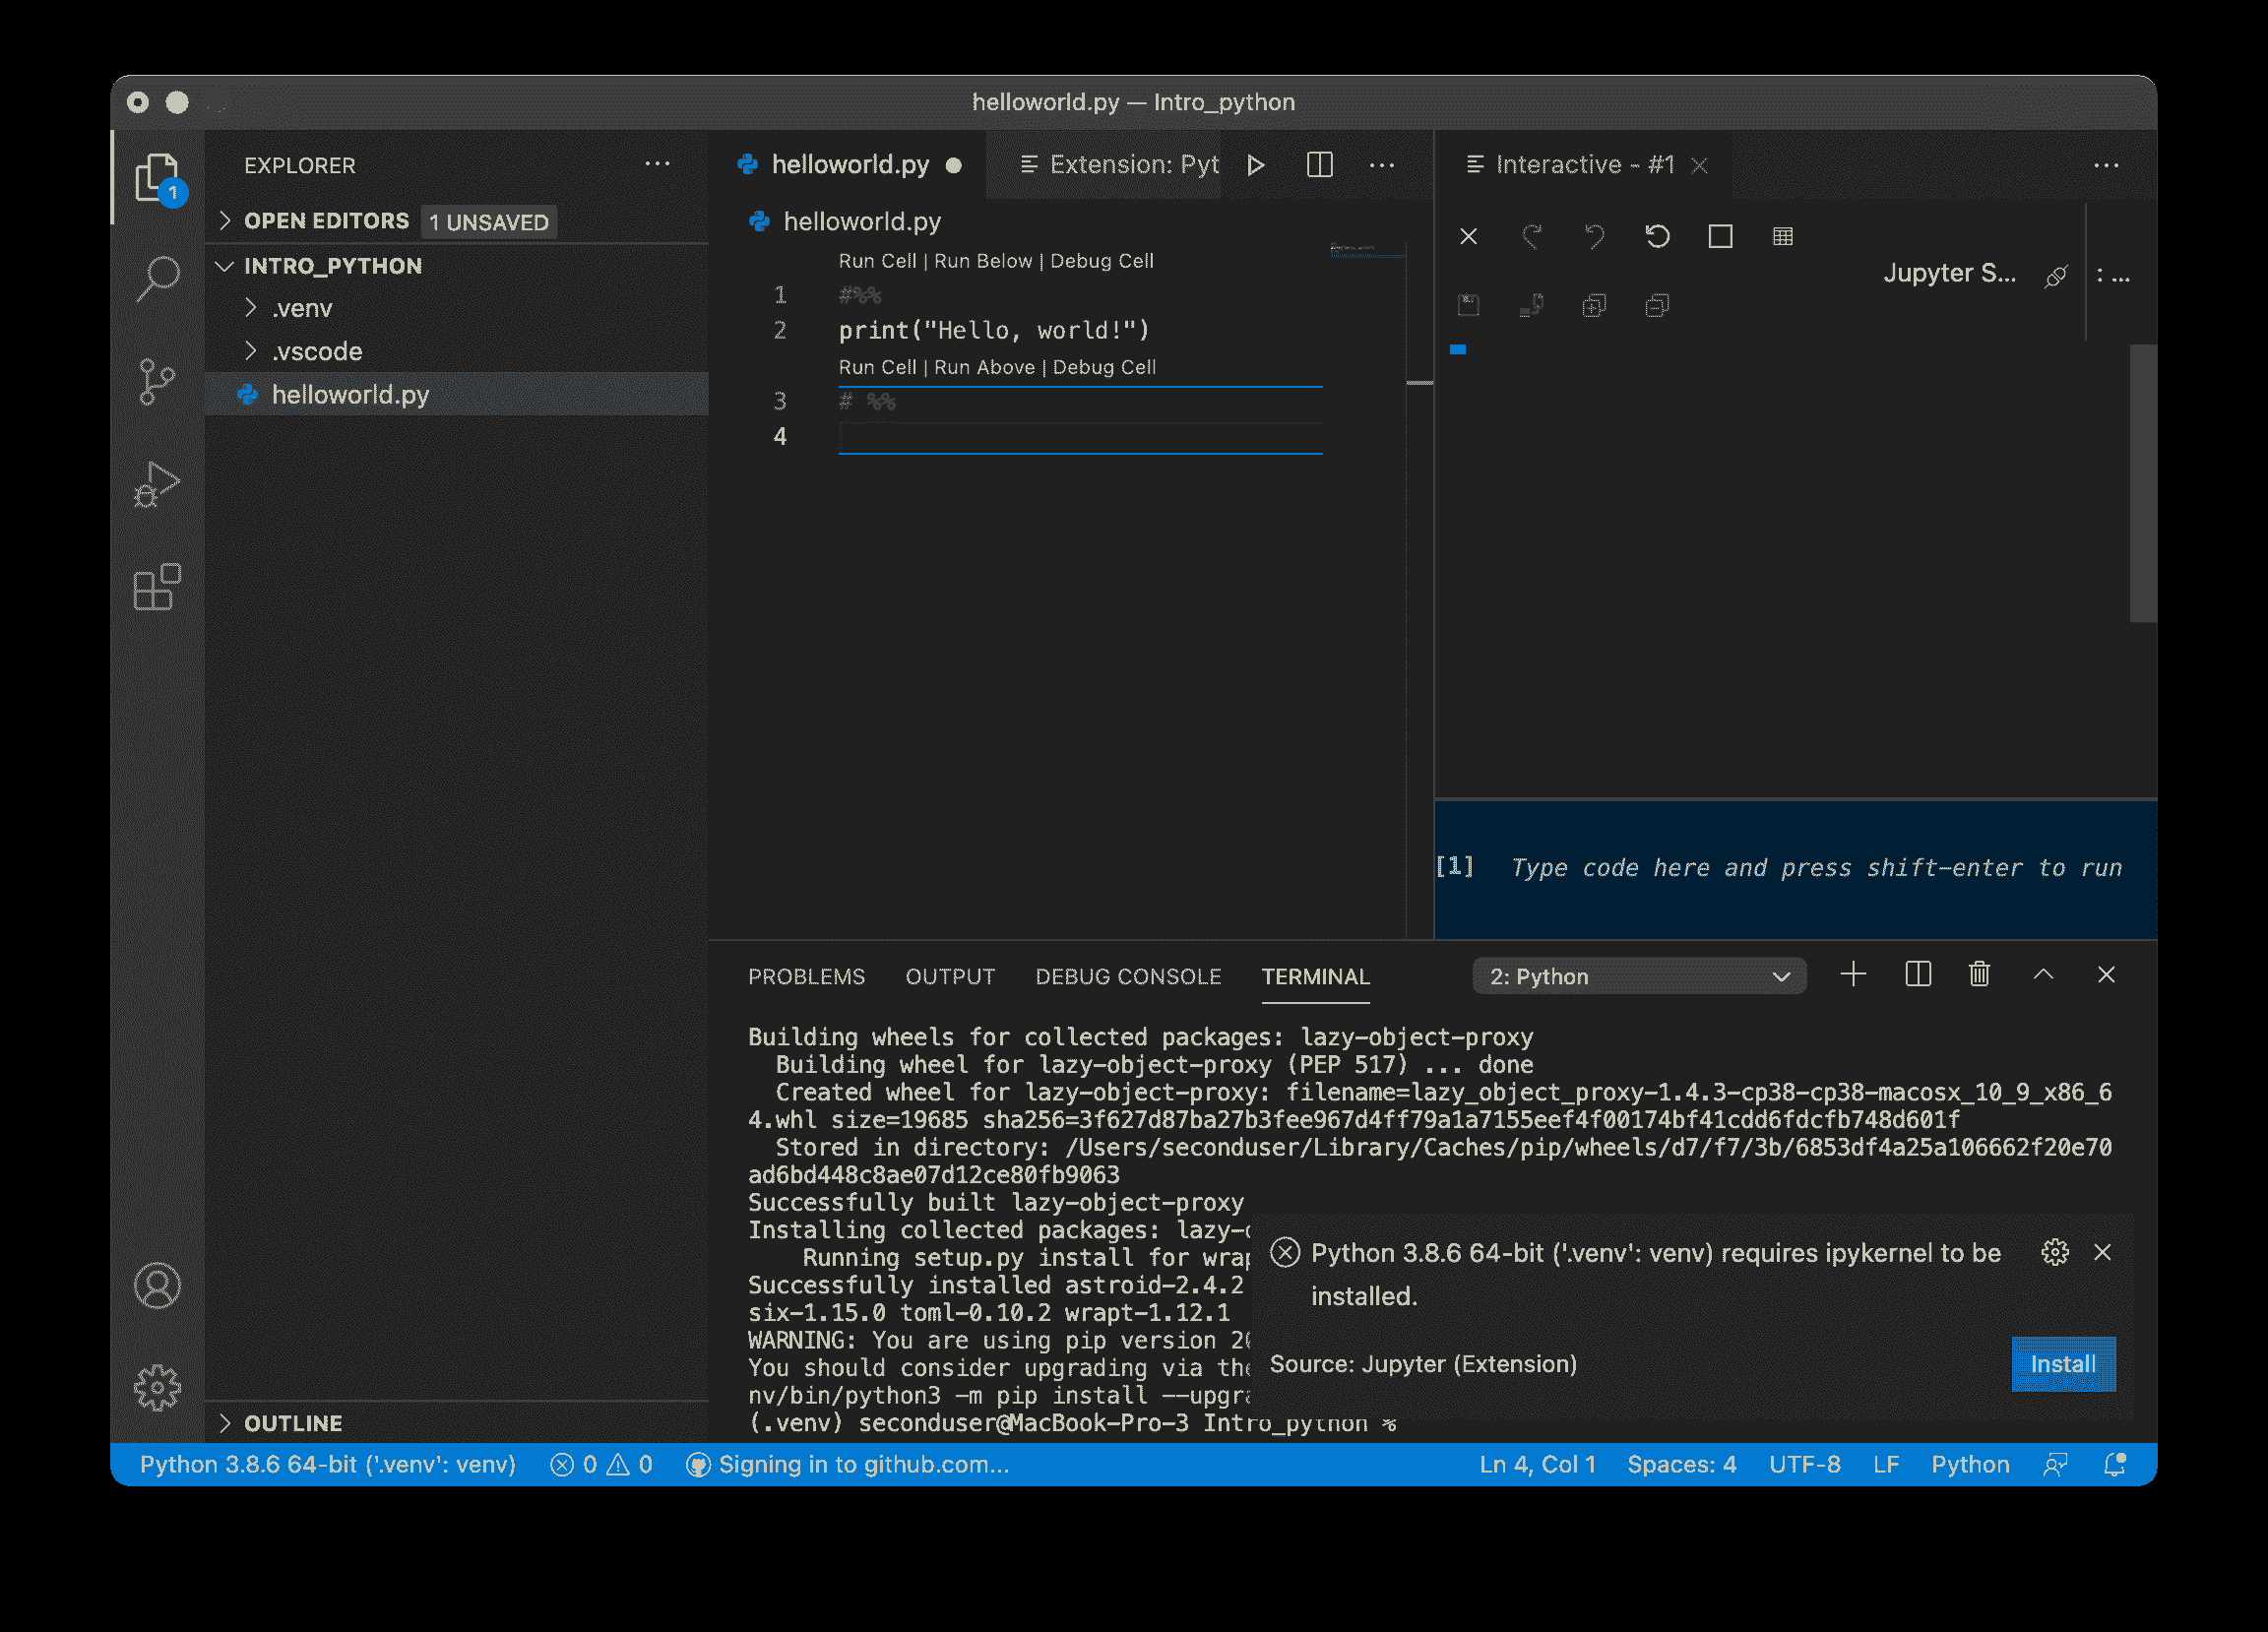 helloworld.py — Intro_python
EXPLORER
OPEN EDITORS 1 UNSAVED
INTRO_PYTHON
.venv
.vscode
helloworld.py
OUTLINE
1
helloworld.py
Extension: Pyt
helloworld.py
Run Cell | Run Below | Debug Cell
1 #%%
2 print("Hello, world!")
Run Cell | Run Above | Debug Cell
3 # %%
4
Interactive - #1
Jupyter S... : ...
[1] Type code here and press shift-enter to run
PROBLEMS OUTPUT DEBUG CONSOLE TERMINAL 2: Python
Building wheels for collected packages: lazy-object-proxy
Building wheel for lazy-object-proxy (PEP 517) ... done
Created wheel for lazy-object-proxy: filename=lazy_object_proxy-1.4.3-cp38-cp38-macosx_10_9_x86_6
4.whl size=19685 sha256=3f627d87ba27b3fee967d4ff79a1a7155eef4f00174bf41cdd6fdcfb748d601f
Stored in directory: /Users/seconduser/Library/Caches/pip/wheels/d7/f7/3b/6853df4a25a106662f20e70
ad6bd448c8ae07d12ce80fb9063
Successfully built lazy-object-proxy
Installing collected packages: lazy-
Running setup.py install for wrap
Successfully installed astroid-2.4.2
six-1.15.0 toml-0.10.2 wrapt-1.12.1
WARNING: You are using pip version 20
You should consider upgrading via the
nv/bin/python3 -m pip install --upgra
(.venv) seconduser@MacBook-Pro-3 Intro_python %
Python 3.8.6 64-bit ('.venv': venv) requires ipykernel to be
installed.
Source: Jupyter (Extension)
Install
Python 3.8.6 64-bit ('.venv': venv) 0 0 Signing in to github.com... Ln 4, Col 1 Spaces: 4 UTF-8 LF Python